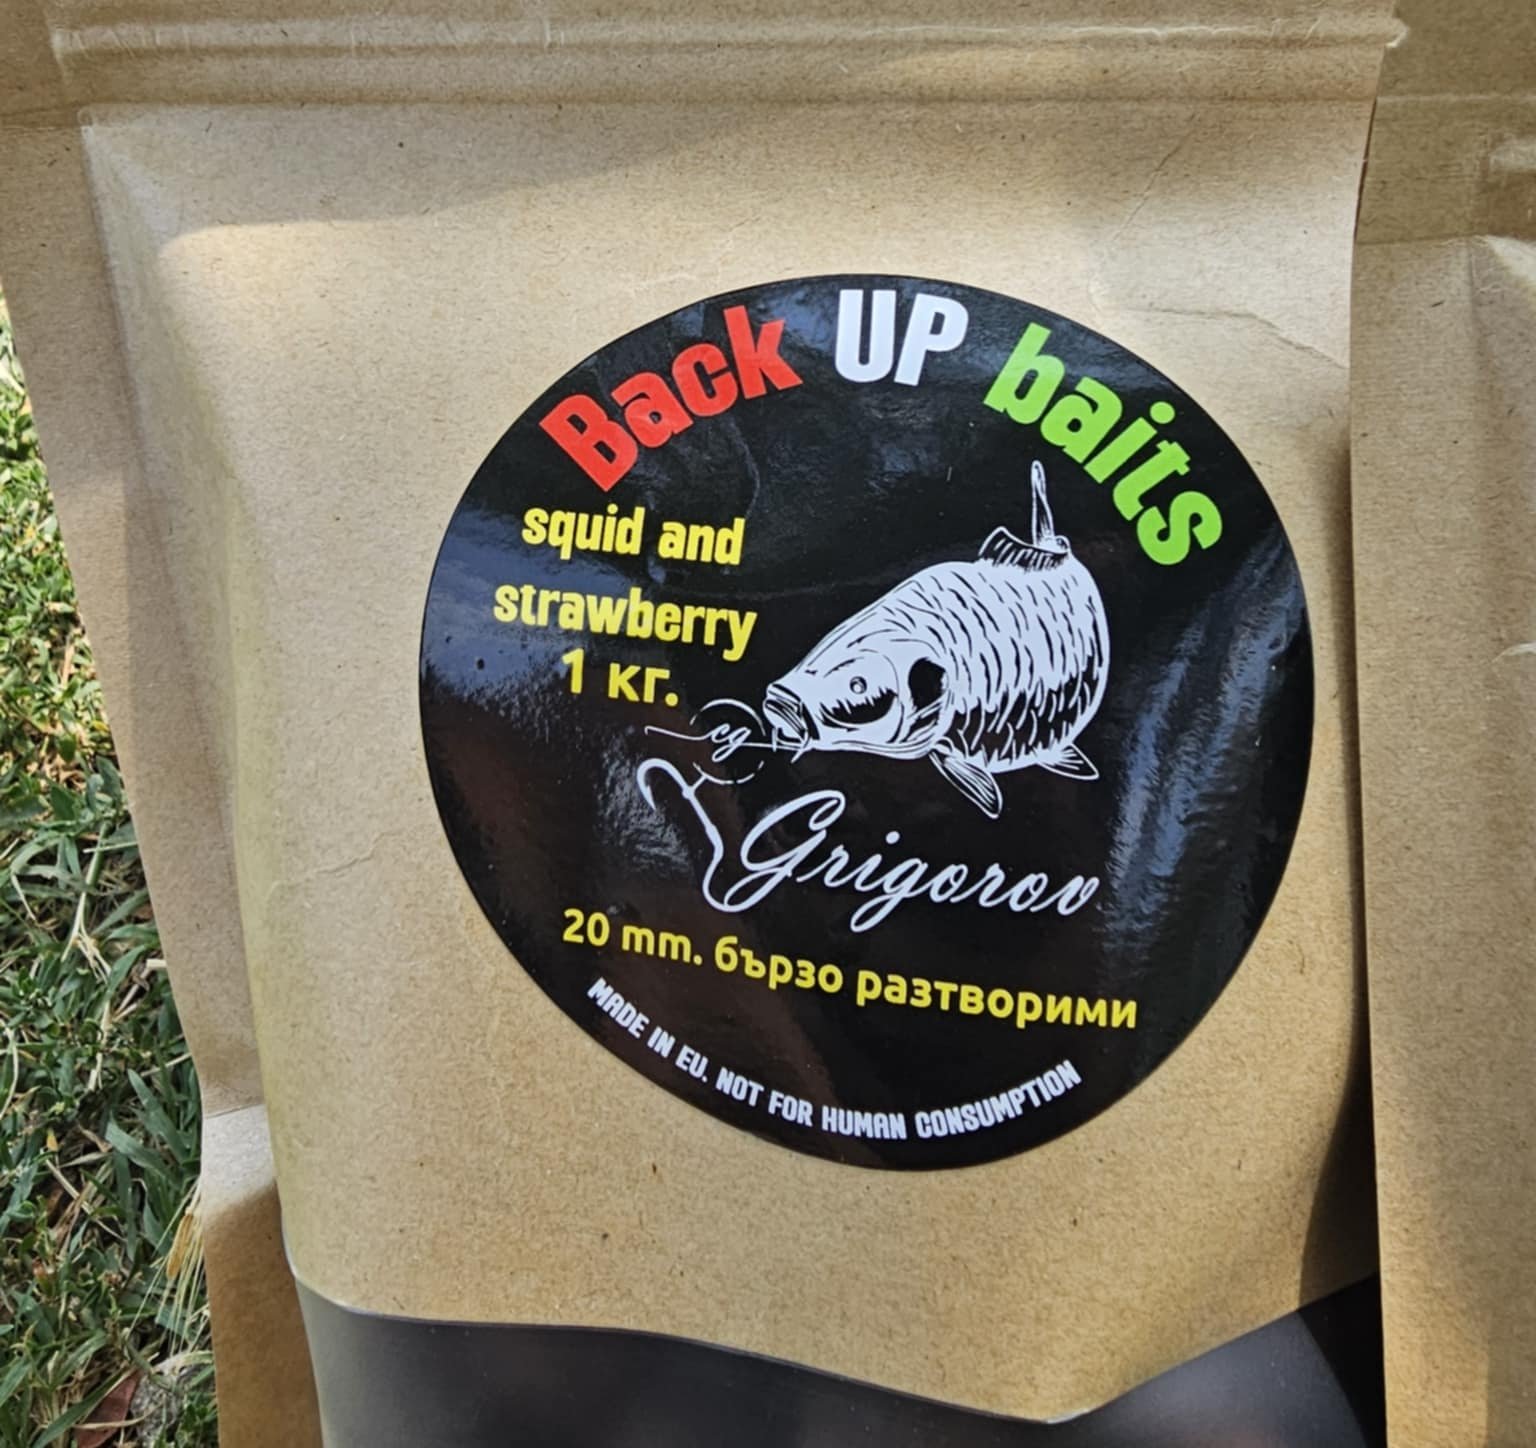 Back UP baits
squid and
strawberry
1 кг.
cg
Grigorov
20 mm. бързо разтворими
MADE IN EU. NOT FOR HUMAN CONSUMPTION